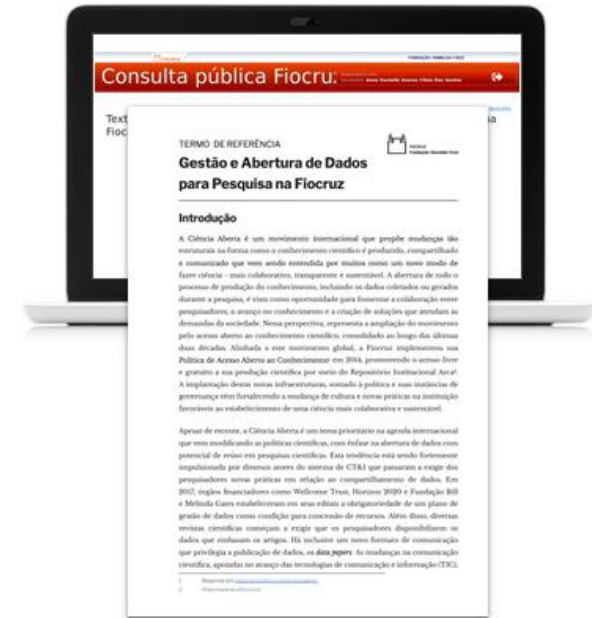 FUNDAÇÃO OSWALDO CRUZ
Consulta pública Fiocru:
Text
Fioc
a
TERMO DE REFERÊNCIA
FIOCRUZ
Fundação Oswaldo Cruz
Gestão e Abertura de Dados
para Pesquisa na Fiocruz
Introdução
A Ciência Aberta é um movimento internacional que propõe mudanças tão
estruturais na forma como o conhecimento científico é produzido, compartilhado
e comunicado que vem sendo entendida por muitos como um novo modo de
fazer ciência – mais colaborativo, transparente e sustentável. A abertura de todo o
processo de produção do conhecimento, incluindo os dados coletados ou gerados
durante a pesquisa, é vista como oportunidade para fomentar a colaboração entre
pesquisadores, o avanço no conhecimento e a criação de soluções que atendam às
demandas da sociedade. Nessa perspectiva, representa a ampliação do movimento
pelo acesso aberto ao conhecimento científico, consolidado ao longo das últimas
duas décadas. Alinhada a este movimento global, a Fiocruz implementou sua
Política de Acesso Aberto ao Conhecimento¹ em 2014, promovendo o acesso livre
e gratuito a sua produção científica por meio do Repositório Institucional Arca².
A implantação destas novas infraestruturas, somado à política e suas instâncias de
governança vêm fortalecendo a mudança de cultura e novas práticas na instituição
favoráveis ao estabelecimento de uma ciência mais colaborativa e sustentável.
Apesar de recente, a Ciência Aberta é um tema prioritário na agenda internacional
que vem modificando as políticas científicas, com ênfase na abertura de dados com
potencial de reúso em pesquisas científicas. Esta tendência está sendo fortemente
impulsionada por diversos atores do sistema de CT&I que passaram a exigir dos
pesquisadores novas práticas em relação ao compartilhamento de dados. Em
2017, órgãos financiadores como Wellcome Trust, Horizon 2020 e Fundação Bill
e Melinda Gates estabeleceram em seus editais a obrigatoriedade de um plano de
gestão de dados como condição para concessão de recursos. Além disso, diversas
revistas científicas começam a exigir que os pesquisadores disponibilizem os
dados que embasam os artigos. Há inclusive um novo formato de comunicação
que privilegia a publicação de dados, os data papers. As mudanças na comunicação
científica, apoiadas no avanço das tecnologias de comunicação e informação (TIC),
1 Disponível em
2